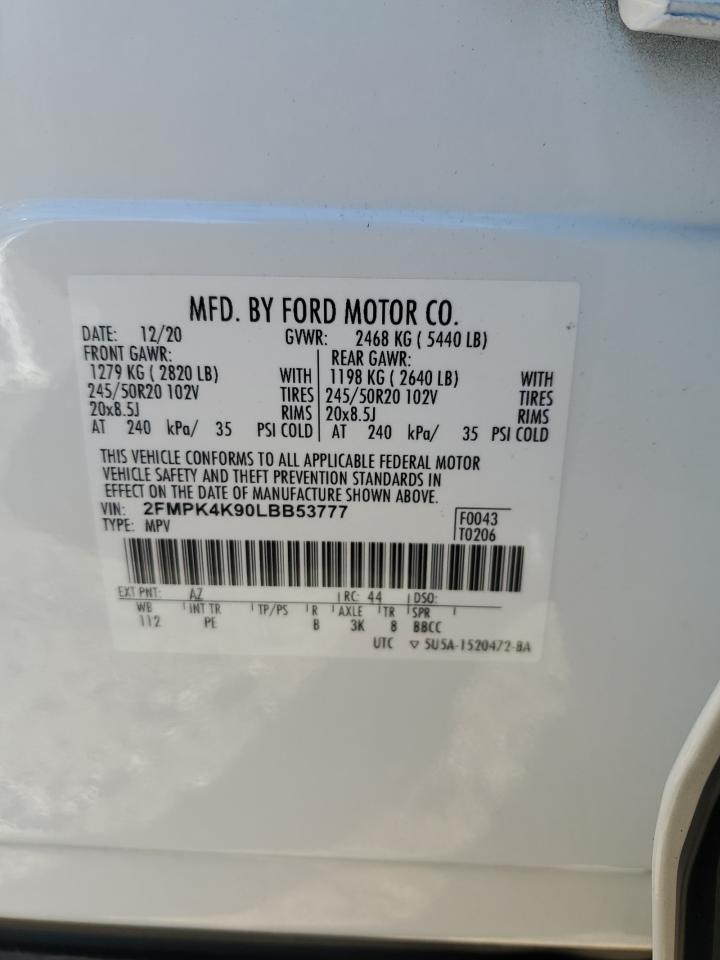 MFD. BY FORD MOTOR CO.
DATE: 12/20 GVWR: 2468 KG ( 5440 LB)
FRONT GAWR: REAR GAWR:
1279 KG ( 2820 LB) WITH 1198 KG ( 2640 LB) WITH
245/50R20 102V TIRES 245/50R20 102V TIRES
20x8.5J RIMS 20x8.5J RIMS
AT 240 kPa/ 35 PSI COLD AT 240 kPa/ 35 PSI COLD
THIS VEHICLE CONFORMS TO ALL APPLICABLE FEDERAL MOTOR
VEHICLE SAFETY AND THEFT PREVENTION STANDARDS IN
EFFECT ON THE DATE OF MANUFACTURE SHOWN ABOVE.
VIN: 2FMPK4K90LBB53777 F0043
TYPE: MPV T0206
EXT PNT: AZ RC: 44 DSO:
WB INT TR TP/PS R AXLE TR SPR
112 PE B 3K 8 BBCC
UTC ▽ 5U5A-1520472-BA